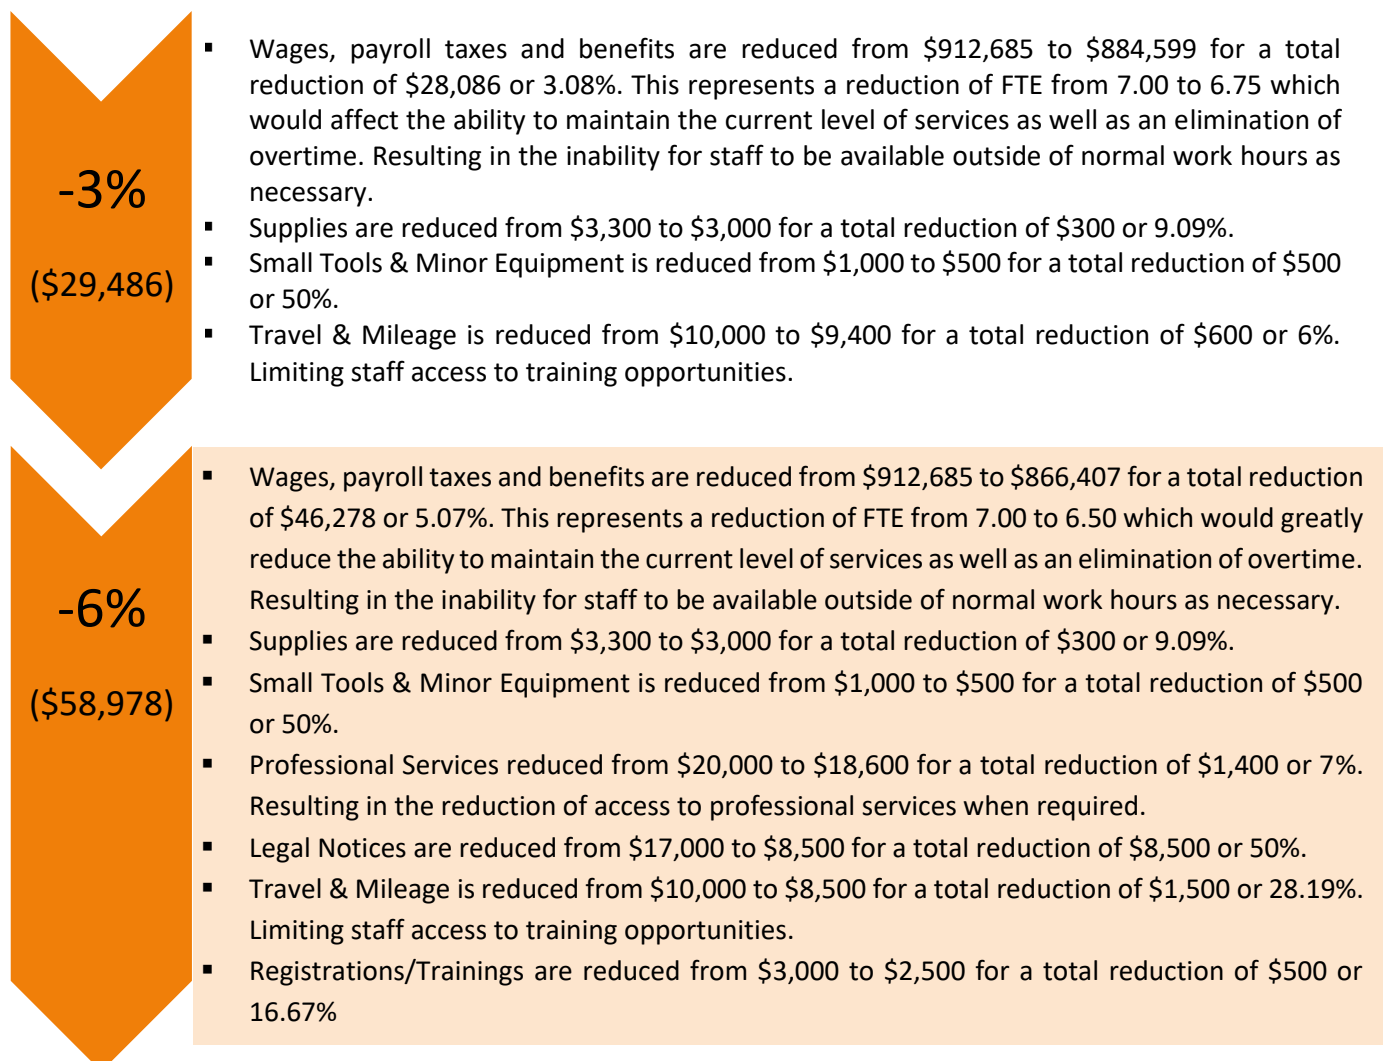 -3%
($29,486)
▪ Wages, payroll taxes and benefits are reduced from $912,685 to $884,599 for a total
reduction of $28,086 or 3.08%. This represents a reduction of FTE from 7.00 to 6.75 which
would affect the ability to maintain the current level of services as well as an elimination of
overtime. Resulting in the inability for staff to be available outside of normal work hours as
necessary.
▪ Supplies are reduced from $3,300 to $3,000 for a total reduction of $300 or 9.09%.
▪ Small Tools & Minor Equipment is reduced from $1,000 to $500 for a total reduction of $500
or 50%.
▪ Travel & Mileage is reduced from $10,000 to $9,400 for a total reduction of $600 or 6%.
Limiting staff access to training opportunities.
-6%
($58,978)
▪ Wages, payroll taxes and benefits are reduced from $912,685 to $866,407 for a total reduction
of $46,278 or 5.07%. This represents a reduction of FTE from 7.00 to 6.50 which would greatly
reduce the ability to maintain the current level of services as well as an elimination of overtime.
Resulting in the inability for staff to be available outside of normal work hours as necessary.
▪ Supplies are reduced from $3,300 to $3,000 for a total reduction of $300 or 9.09%.
▪ Small Tools & Minor Equipment is reduced from $1,000 to $500 for a total reduction of $500
or 50%.
▪ Professional Services reduced from $20,000 to $18,600 for a total reduction of $1,400 or 7%.
Resulting in the reduction of access to professional services when required.
▪ Legal Notices are reduced from $17,000 to $8,500 for a total reduction of $8,500 or 50%.
▪ Travel & Mileage is reduced from $10,000 to $8,500 for a total reduction of $1,500 or 28.19%.
Limiting staff access to training opportunities.
▪ Registrations/Trainings are reduced from $3,000 to $2,500 for a total reduction of $500 or
16.67%